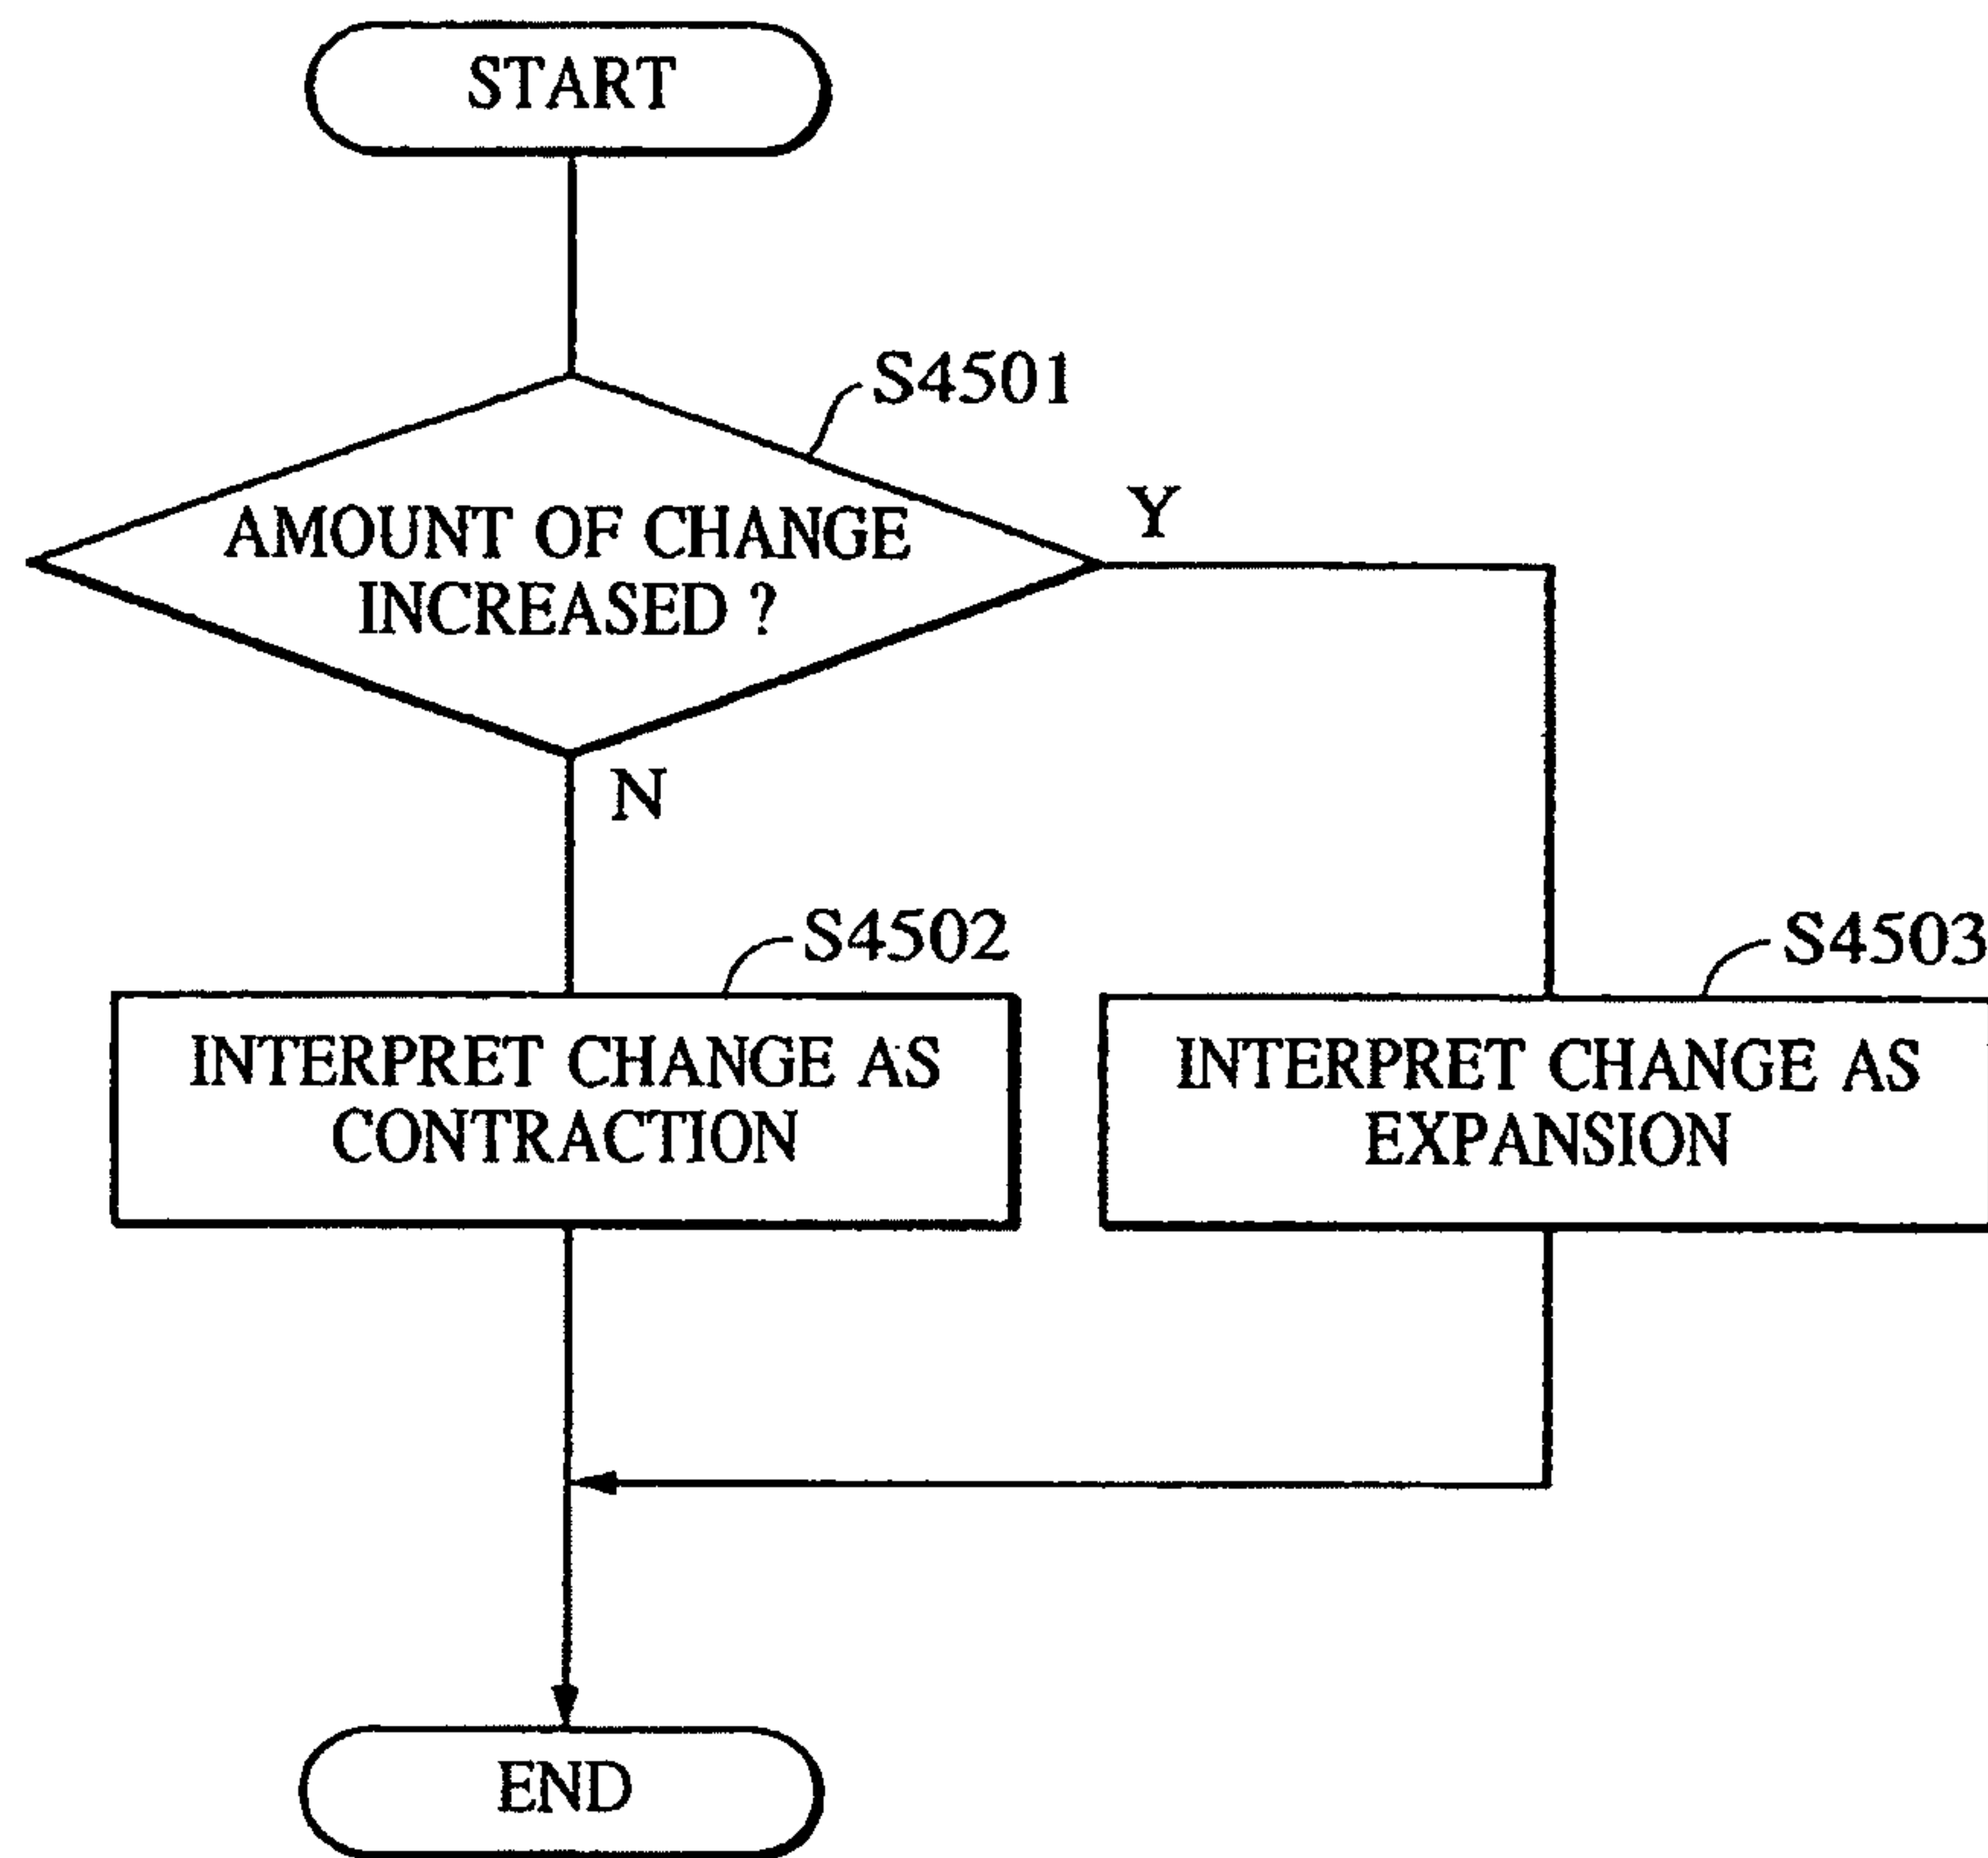 START
S4501
AMOUNT OF CHANGE
INCREASED ?
Y
N
S4502
INTERPRET CHANGE AS
CONTRACTION
S4503
INTERPRET CHANGE AS
EXPANSION
END